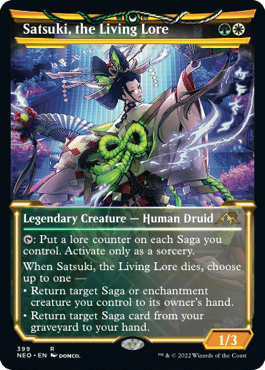 Satsuki, the Living Lore
Legendary Creature — Human Druid
: Put a lore counter on each Saga you
control. Activate only as a sorcery.
When Satsuki, the Living Lore dies, choose
up to one —
• Return target Saga or enchantment
creature you control to its owner's hand.
• Return target Saga card from your
graveyard to your hand.
1/3
399 R
NEO • EN DOMCO.
™ & © 2022 Wizards of the Coast